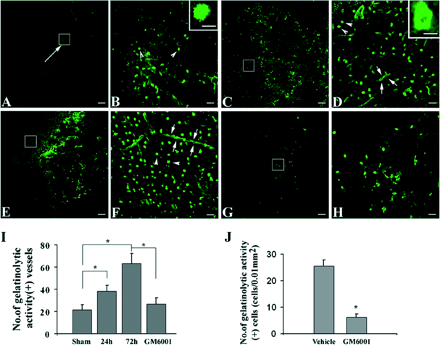 A
B
C
D
E
F
G
H
I
No.of gelatinolytic
activity(+) vessels
80
60
40
20
0
*
*
*
Sham 24h 72h GM6001
J
No.of gelatinolytic activity
(+) cells (cells/0.01mm2)
30
20
10
0
*
Vehicle GM6001